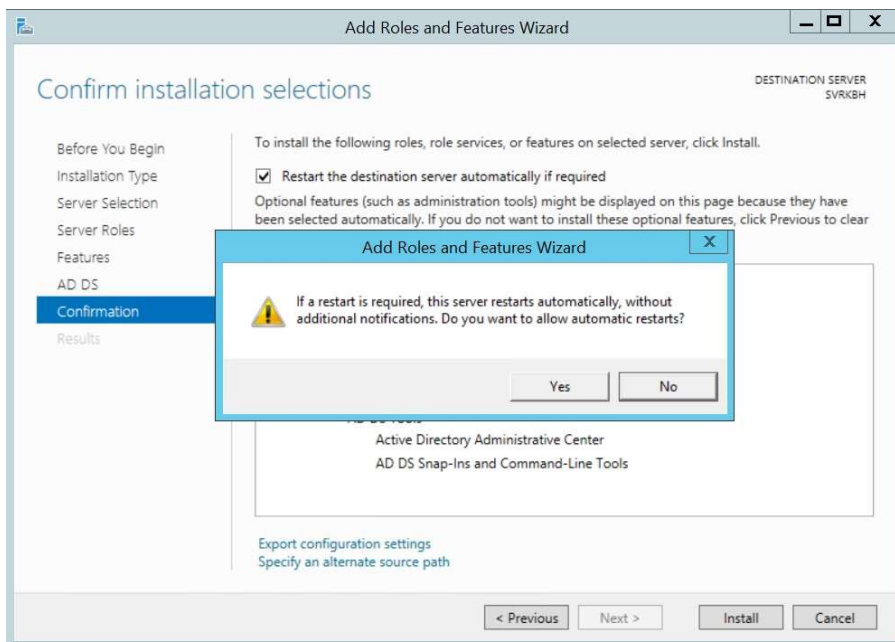 Add Roles and Features Wizard
Confirm installation selections
DESTINATION SERVER
SVRKBH
Before You Begin
Installation Type
Server Selection
Server Roles
Features
AD DS
Confirmation
Results
To install the following roles, role services, or features on selected server, click Install.
Restart the destination server automatically if required
Optional features (such as administration tools) might be displayed on this page because they have
been selected automatically. If you do not want to install these optional features, click Previous to clear
Add Roles and Features Wizard
X
If a restart is required, this server restarts automatically, without
additional notifications. Do you want to allow automatic restarts?
Yes
No
Active Directory Administrative Center
AD DS Snap-Ins and Command-Line Tools
Export configuration settings
Specify an alternate source path
< Previous
Next >
Install
Cancel